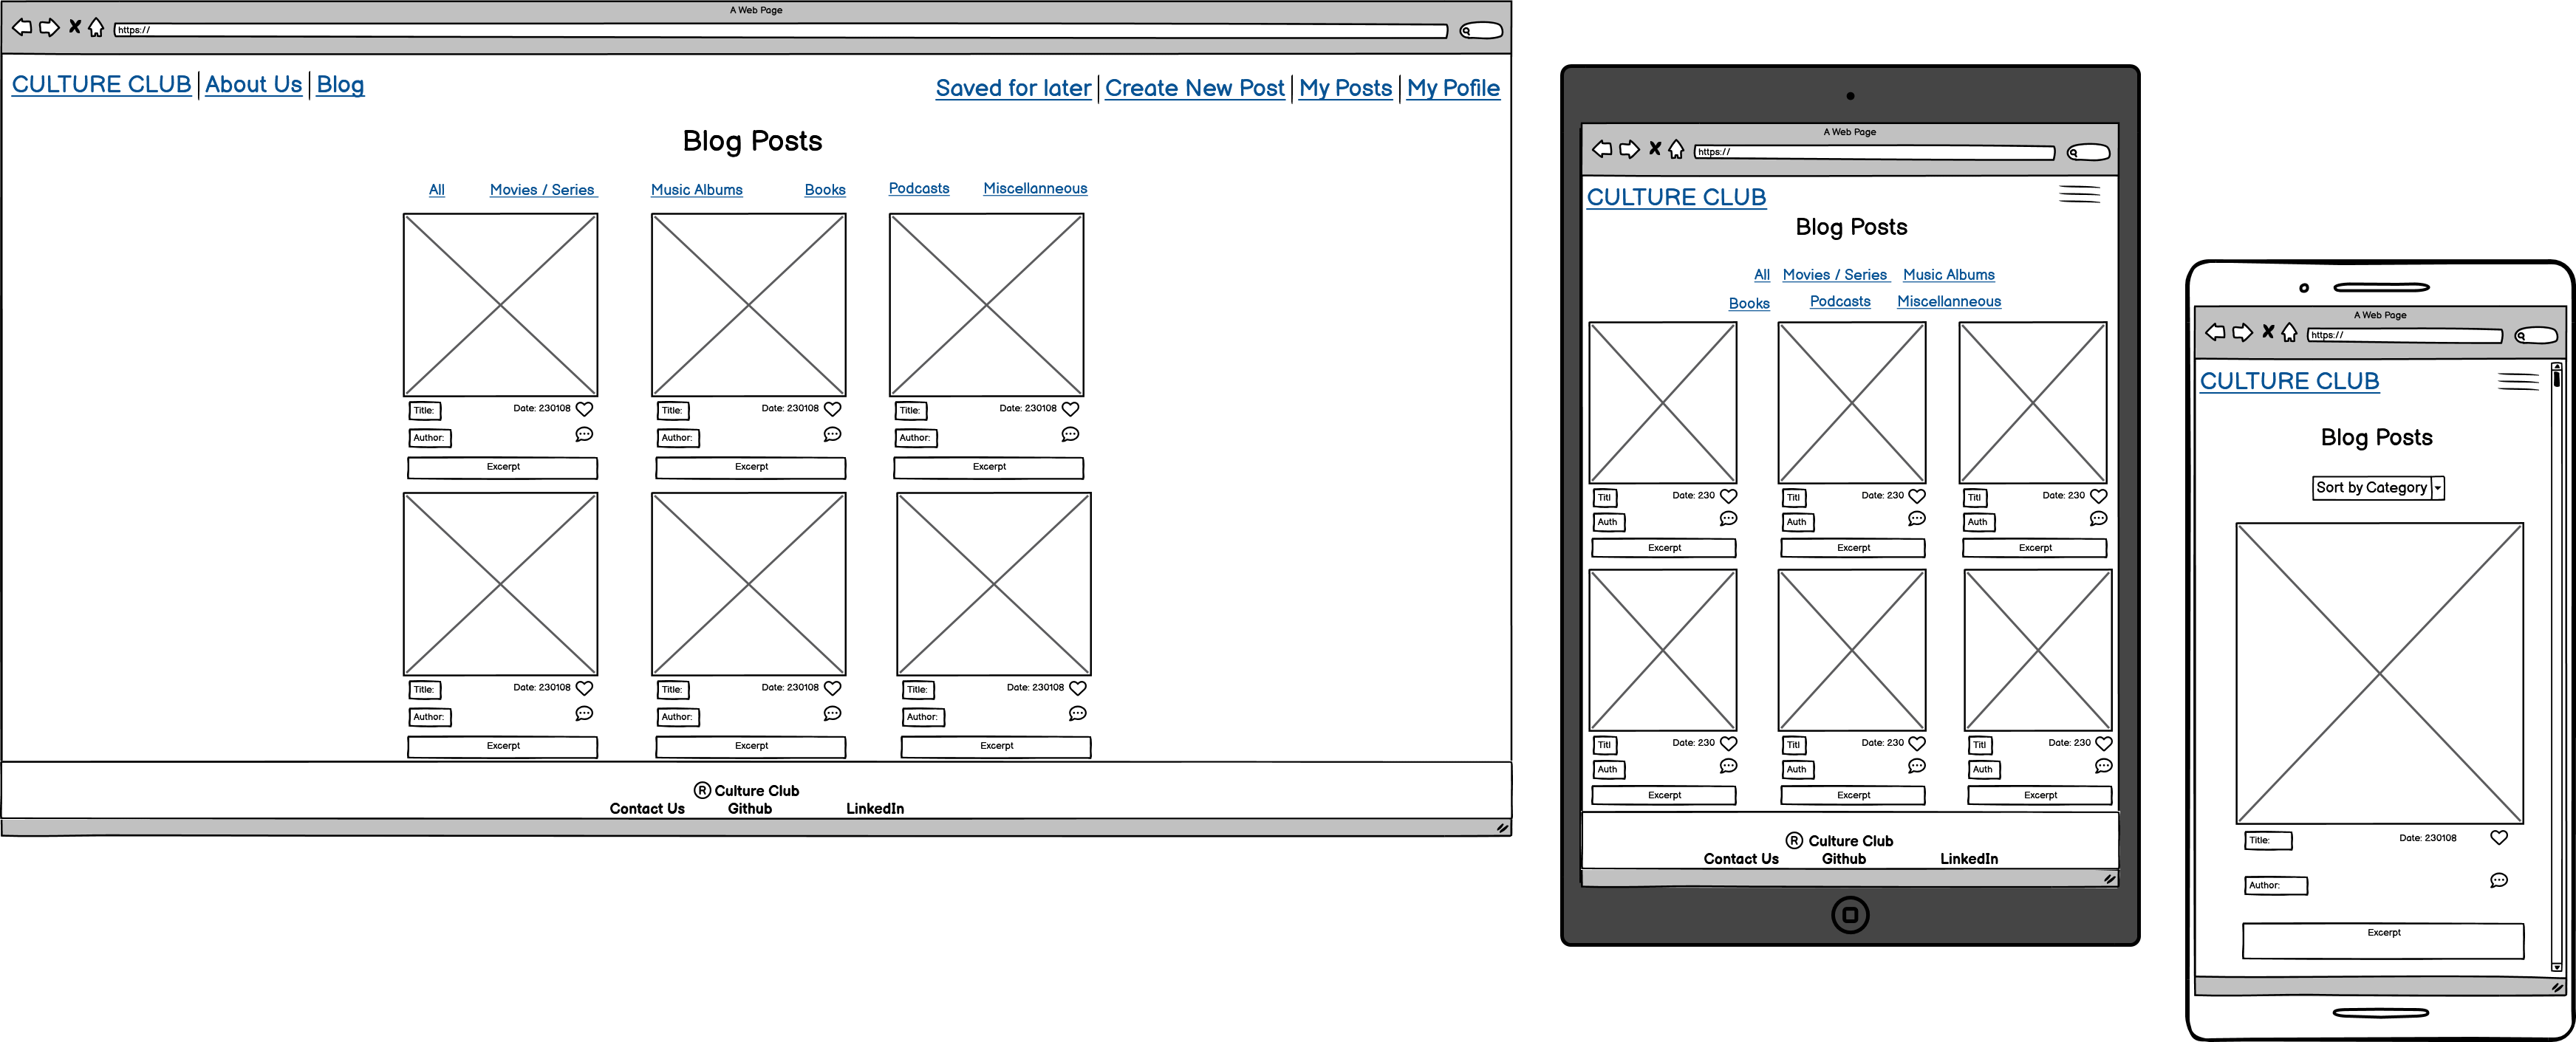 A Web Page
https://
CULTURE CLUB About Us Blog
Saved for later Create New Post My Posts My Pofile
Blog Posts
All Movies / Series Music Albums Books Podcasts Miscellanneous
Title: Date: 230108 Title: Date: 230108 Title: Date: 230108
Author: Author: Author:
Excerpt Excerpt Excerpt
Title: Date: 230108 Title: Date: 230108 Title: Date: 230108
Author: Author: Author:
Excerpt Excerpt Excerpt
® Culture Club
Contact Us Github LinkedIn
A Web Page
https://
CULTURE CLUB
Blog Posts
All Movies / Series Music Albums
Books Podcasts Miscellanneous
Titl Date: 230 Titl Date: 230 Titl Date: 230
Auth Auth Auth
Excerpt Excerpt Excerpt
Titl Date: 230 Titl Date: 230 Titl Date: 230
Auth Auth Auth
Excerpt Excerpt Excerpt
® Culture Club
Contact Us Github LinkedIn
A Web Page
https://
CULTURE CLUB
Blog Posts
Sort by Category
Title: Date: 230108
Author:
Excerpt